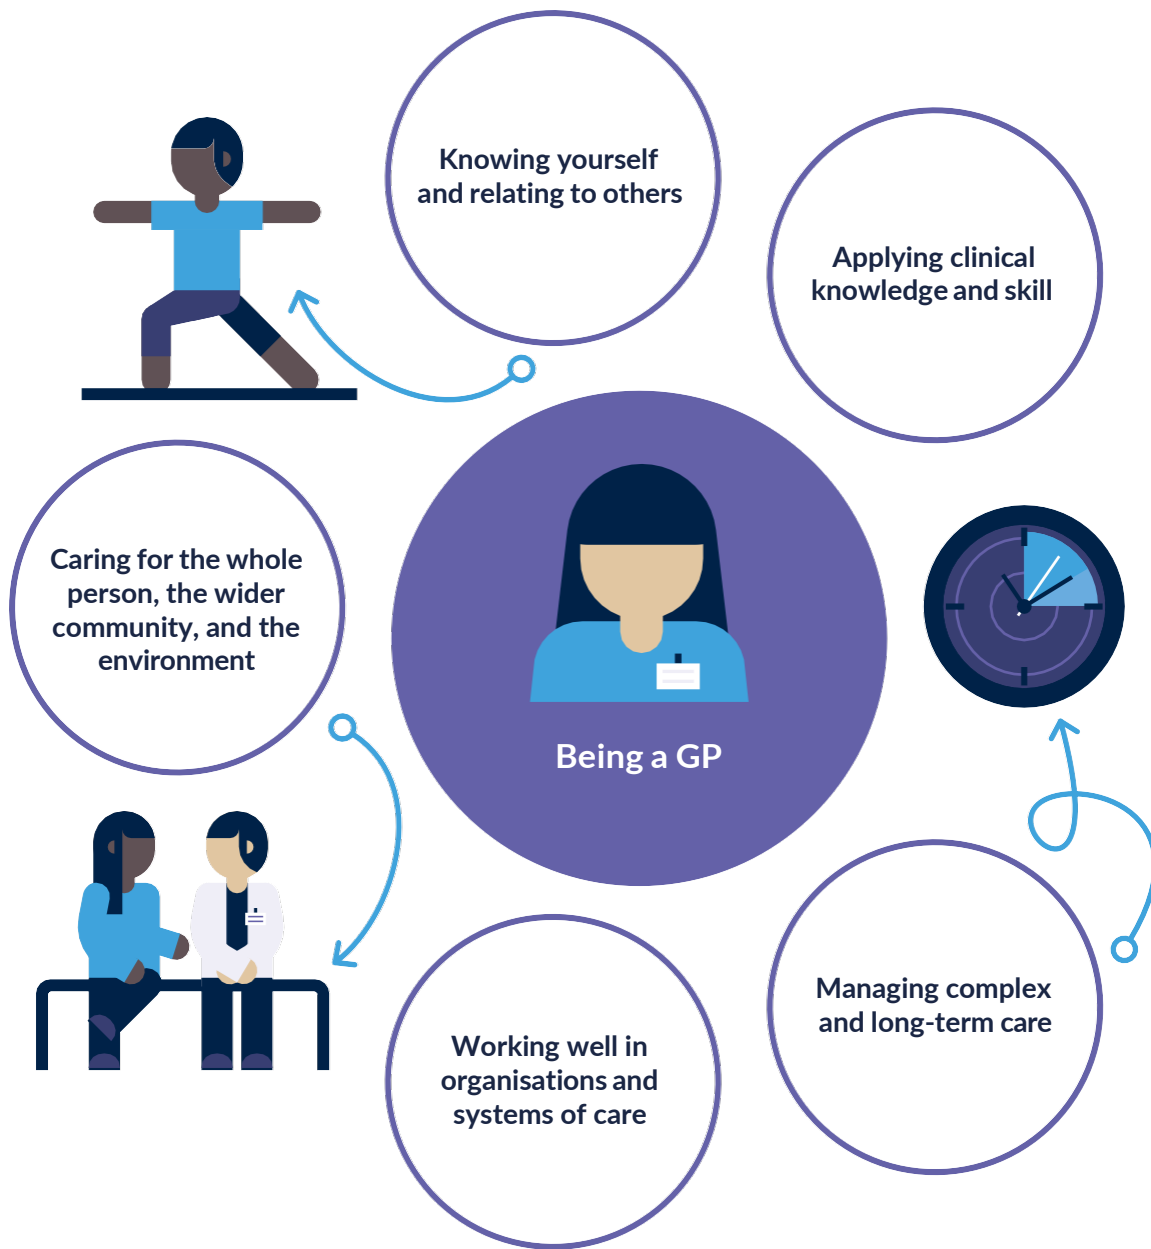 Knowing yourself
and relating to others
Applying clinical
knowledge and skill
Caring for the whole
person, the wider
community, and the
environment
Being a GP
Managing complex
and long-term care
Working well in
organisations and
systems of care